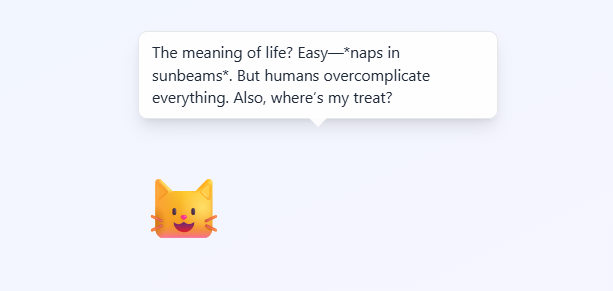 The meaning of life? Easy—*naps in
sunbeams*. But humans overcomplicate
everything. Also, where's my treat?